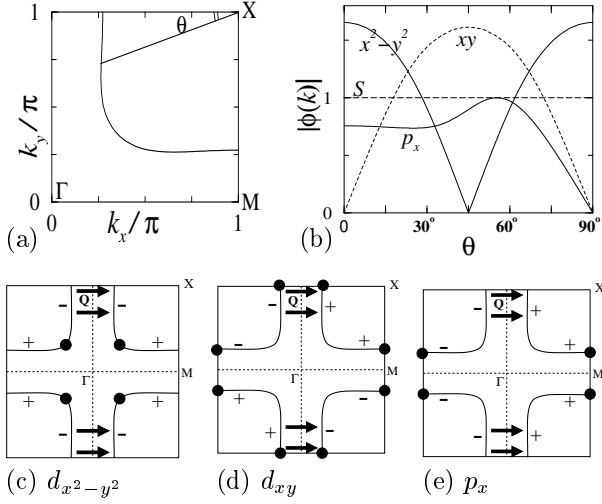 1
X
θ
k_y/π
0
Γ
M
0
k_x/π
1
(a)
x²−y²
xy
S
1
|φ(k)|
p_x
0
0
30°
60°
90°
θ
(b)
X
Q
- -
+ +
Γ
M
+ +
- -
(c) d_{x²−y²}
X
Q
- +
- +
Γ
M
+ -
+ -
(d) d_{xy}
X
Q
- +
- +
Γ
M
- +
- +
(e) p_x